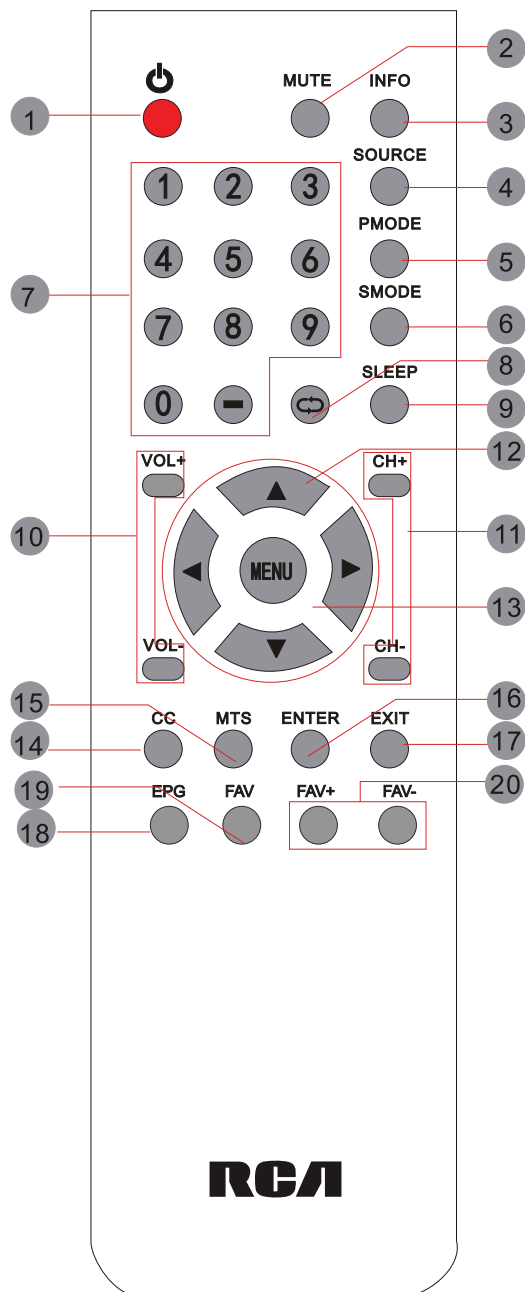 2
MUTE INFO
1
3
SOURCE
1 2 3
4
PMODE
4 5 6
5
7
SMODE
7 8 9
6
8
SLEEP
0 -
9
VOL+ CH+
12
10
11
MENU
13
VOL- CH-
15
16
CC MTS ENTER EXIT
14
17
19
EPG FAV FAV+ FAV-
20
18
RCA